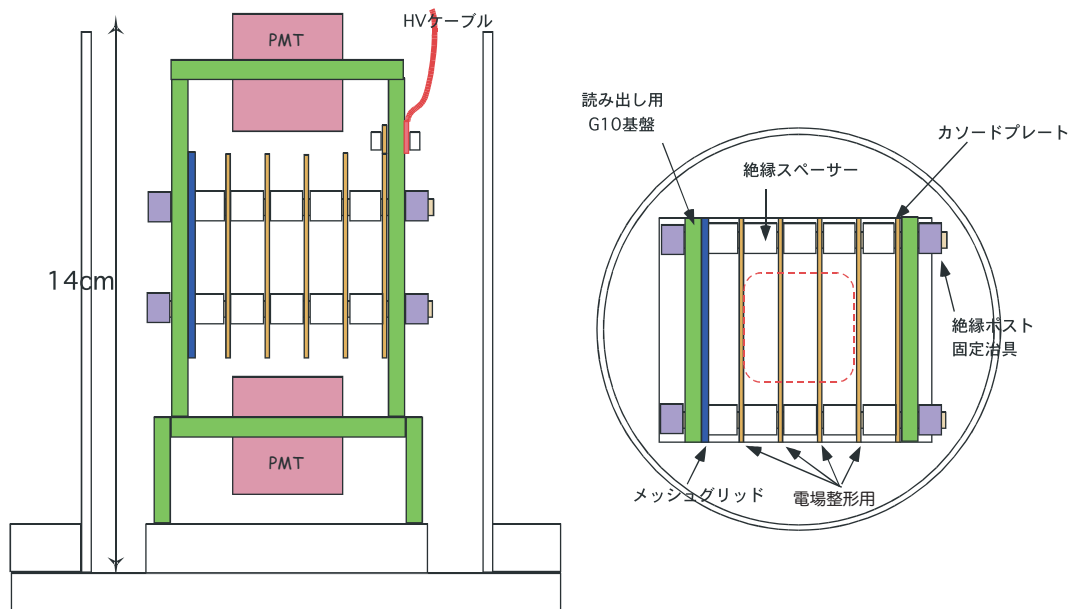 HVケーブル
PMT
14cm
PMT
読み出し用
G10基盤
カソードプレート
絶縁スペーサー
絶縁ポスト
固定治具
メッシュグリッド
電場整形用